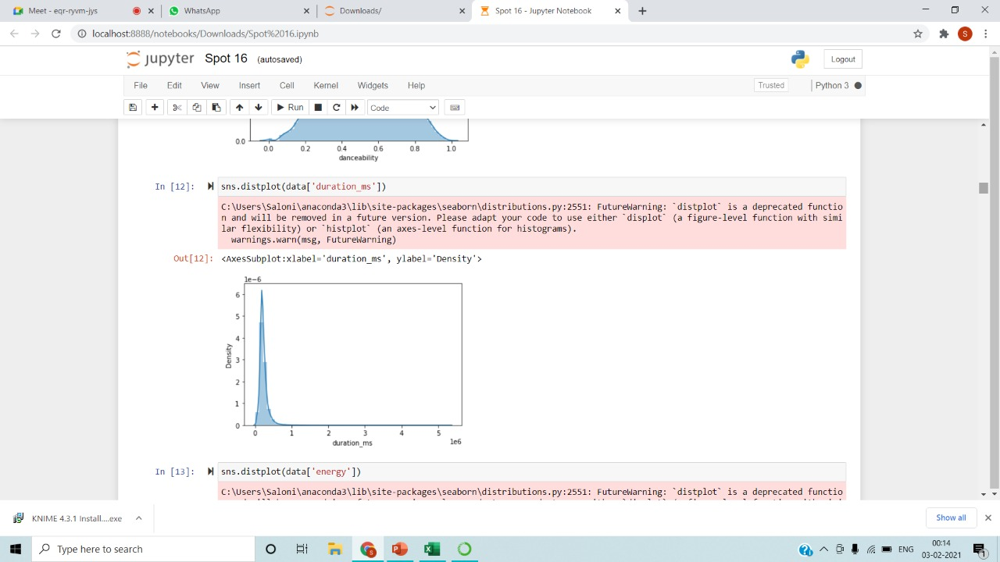 Meet - eqr-ryvm-jys
WhatsApp
Downloads/
Spot 16 - Jupyter Notebook
localhost:8888/notebooks/Downloads/Spot%2016.ipynb
S
jupyter Spot 16 (autosaved)
Logout
File Edit View Insert Cell Kernel Widgets Help
Trusted
Python 3
Run
Code
0.0
0.0 0.2 0.4 0.6 0.8 1.0
danceability
In [12]: sns.distplot(data['duration_ms'])
C:\Users\Saloni\anaconda3\lib\site-packages\seaborn\distributions.py:2551: FutureWarning: `distplot` is a deprecated functio
n and will be removed in a future version. Please adapt your code to use either `displot` (a figure-level function with simi
lar flexibility) or `histplot` (an axes-level function for histograms).
warnings.warn(msg, FutureWarning)
Out[12]: <AxesSubplot:xlabel='duration_ms', ylabel='Density'>
1e−6
6
5
4
3
2
1
0
Density
0 1 2 3 4 5
1e6
duration_ms
In [13]: sns.distplot(data['energy'])
C:\Users\Saloni\anaconda3\lib\site-packages\seaborn\distributions.py:2551: FutureWarning: `distplot` is a deprecated functio
KNIME 4.3.1 Install....exe
Show all
Type here to search
ENG
00:14
03-02-2021
1